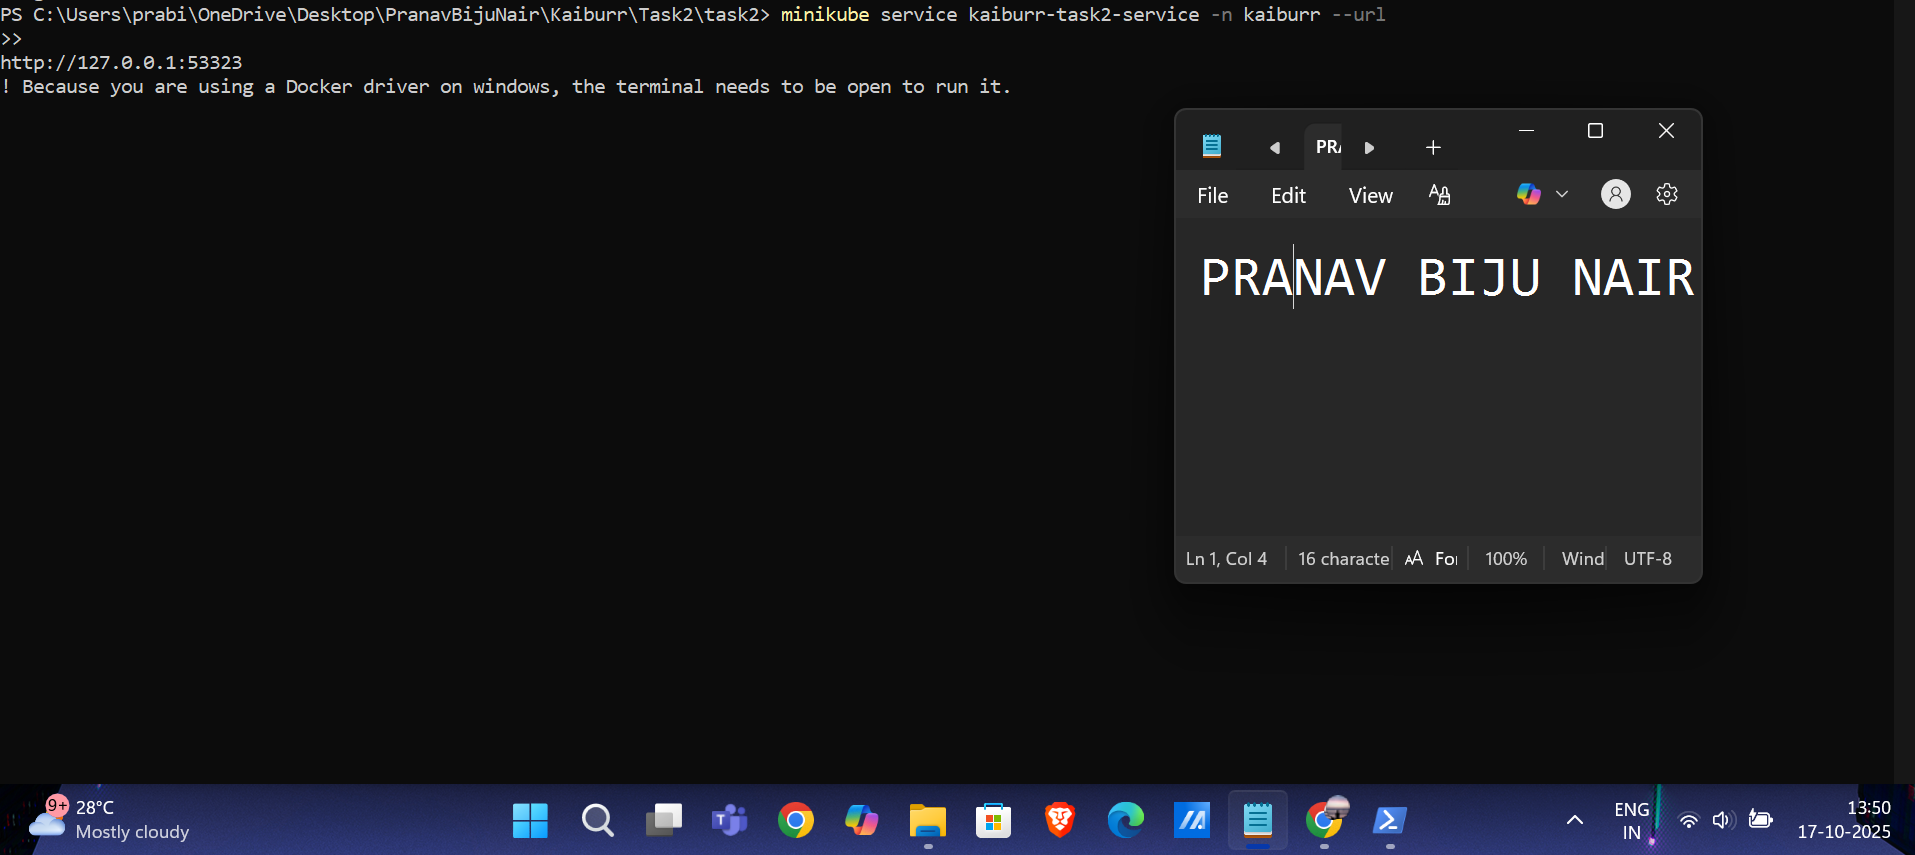 PS C:\Users\prabi\OneDrive\Desktop\PranavBijuNair\Kaiburr\Task2\task2> minikube service kaiburr-task2-service -n kaiburr --url
>>
http://127.0.0.1:53323
! Because you are using a Docker driver on windows, the terminal needs to be open to run it.
PRA
File Edit View
PRANAV BIJU NAIR
Ln 1, Col 4 16 characte For 100% Wind UTF-8
9+ 28°C
Mostly cloudy
ENG
IN
13:50
17-10-2025